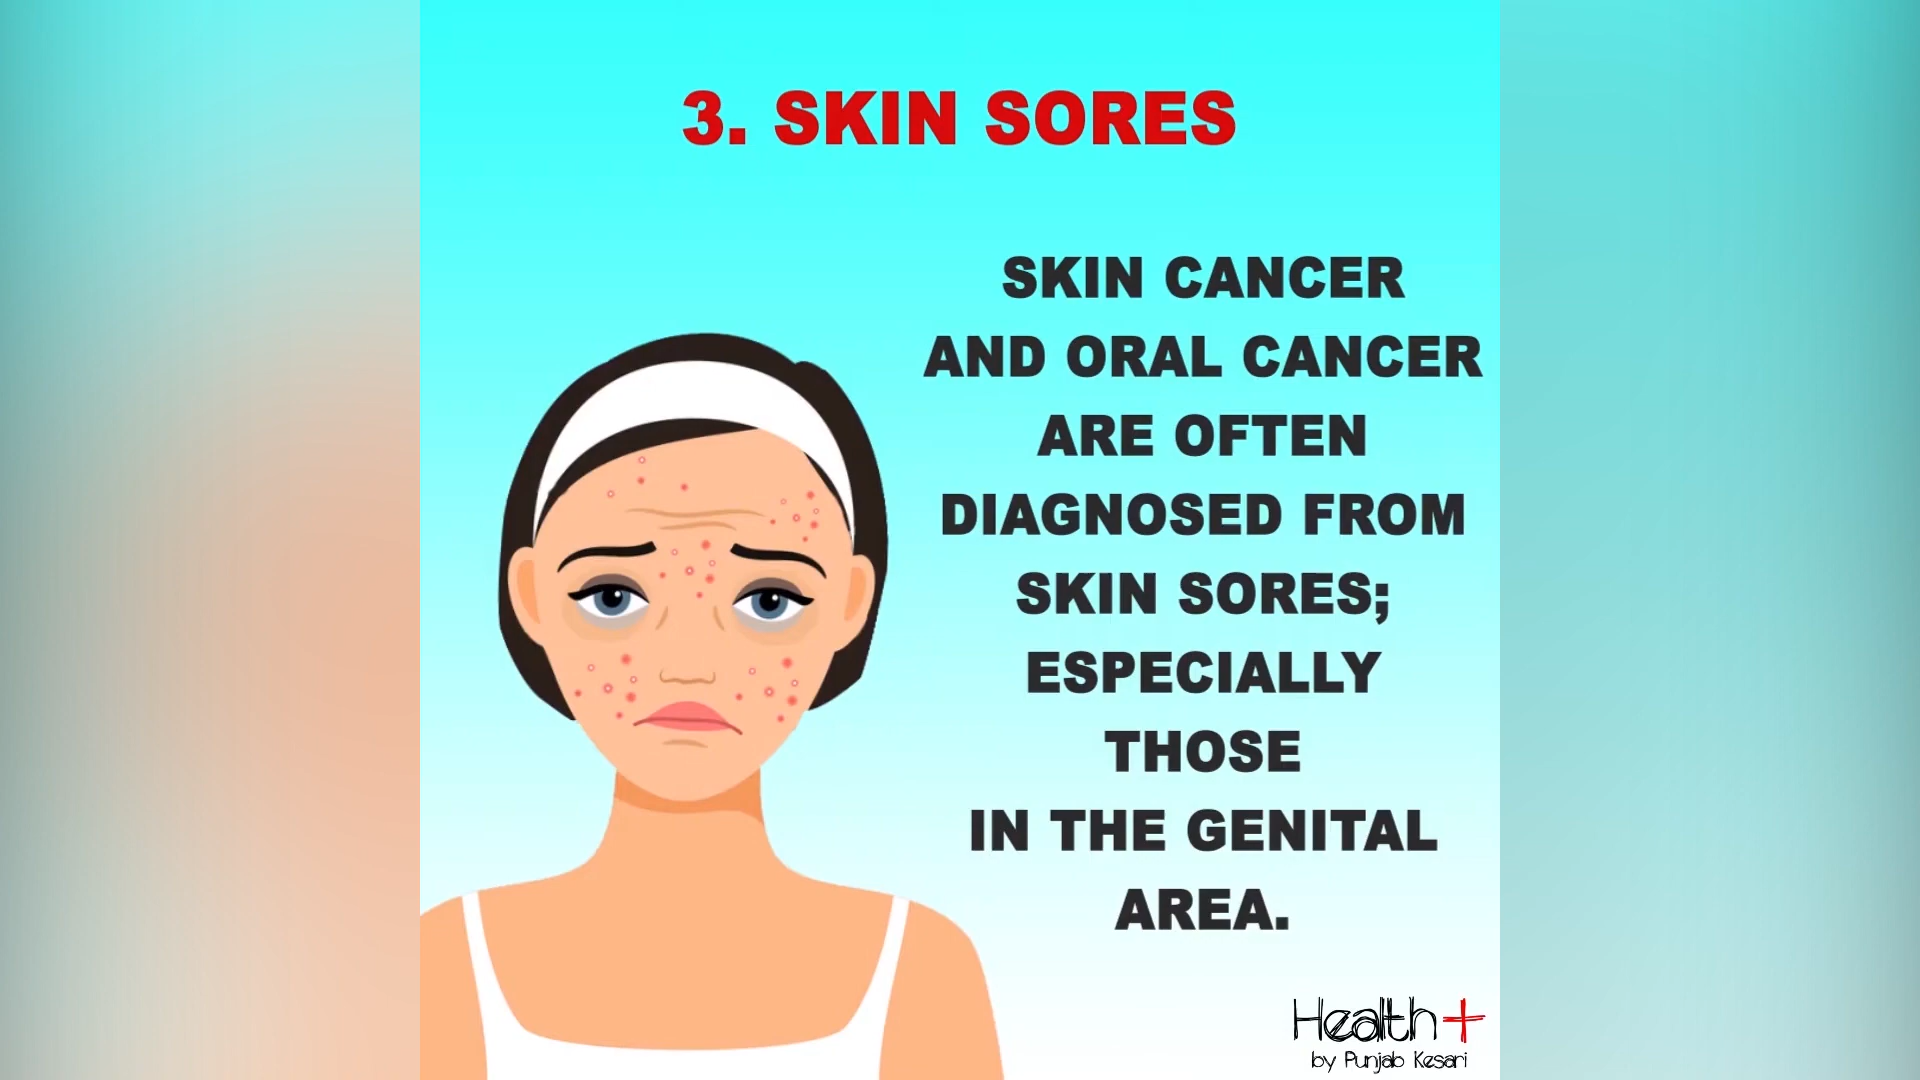 3. SKIN SORES
SKIN CANCER
AND ORAL CANCER
ARE OFTEN
DIAGNOSED FROM
SKIN SORES;
ESPECIALLY
THOSE
IN THE GENITAL
AREA.
Health+
by Punjab Kesari